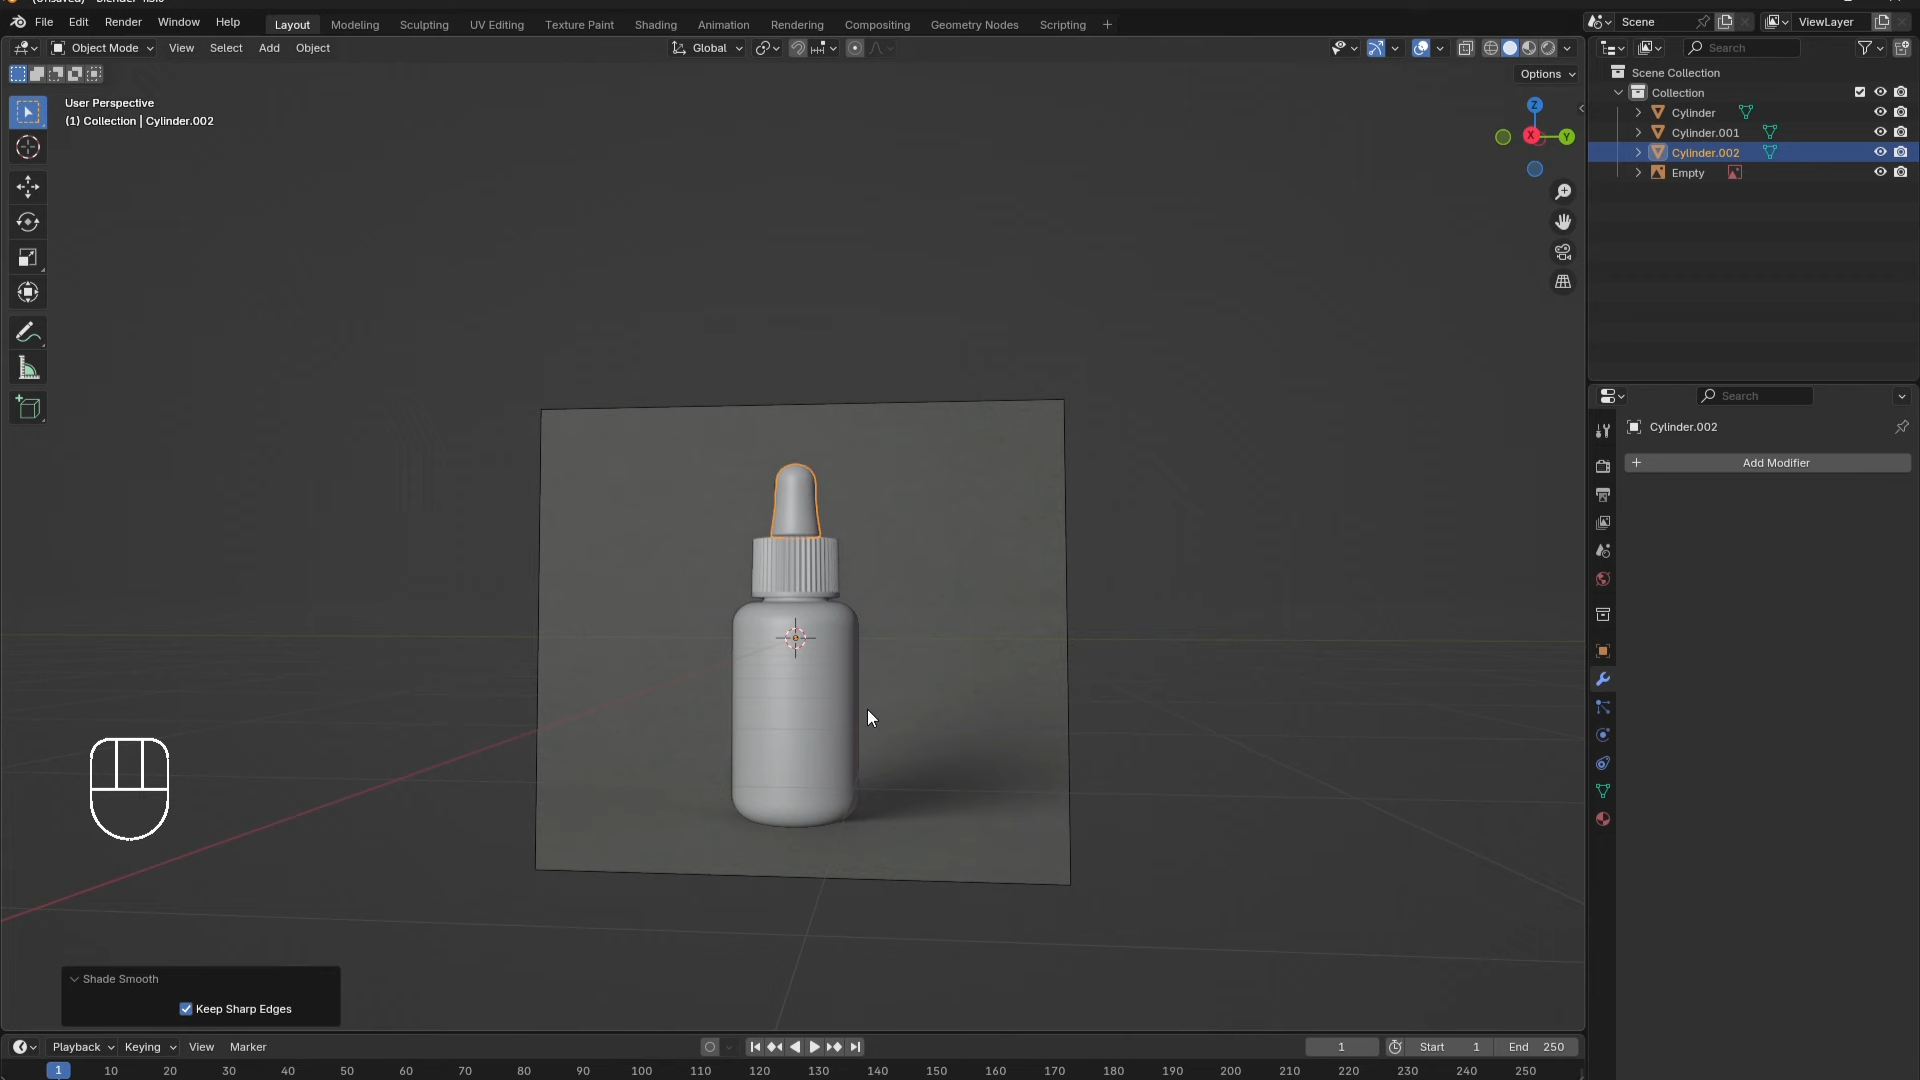 File Edit Render Window Help Layout Modeling Sculpting UV Editing Texture Paint Shading Animation Rendering Compositing Geometry Nodes Scripting + Scene ViewLayer
Object Mode View Select Add Object Global Search
Options
Scene Collection
Collection
Cylinder
Cylinder.001
Cylinder.002
Empty
User Perspective
(1) Collection | Cylinder.002
Z
X
Y
Search
Cylinder.002
+ Add Modifier
Shade Smooth
Keep Sharp Edges
Playback Keying View Marker 1 Start 1 End 250
1 10 20 30 40 50 60 70 80 90 100 110 120 130 140 150 160 170 180 190 200 210 220 230 240 250